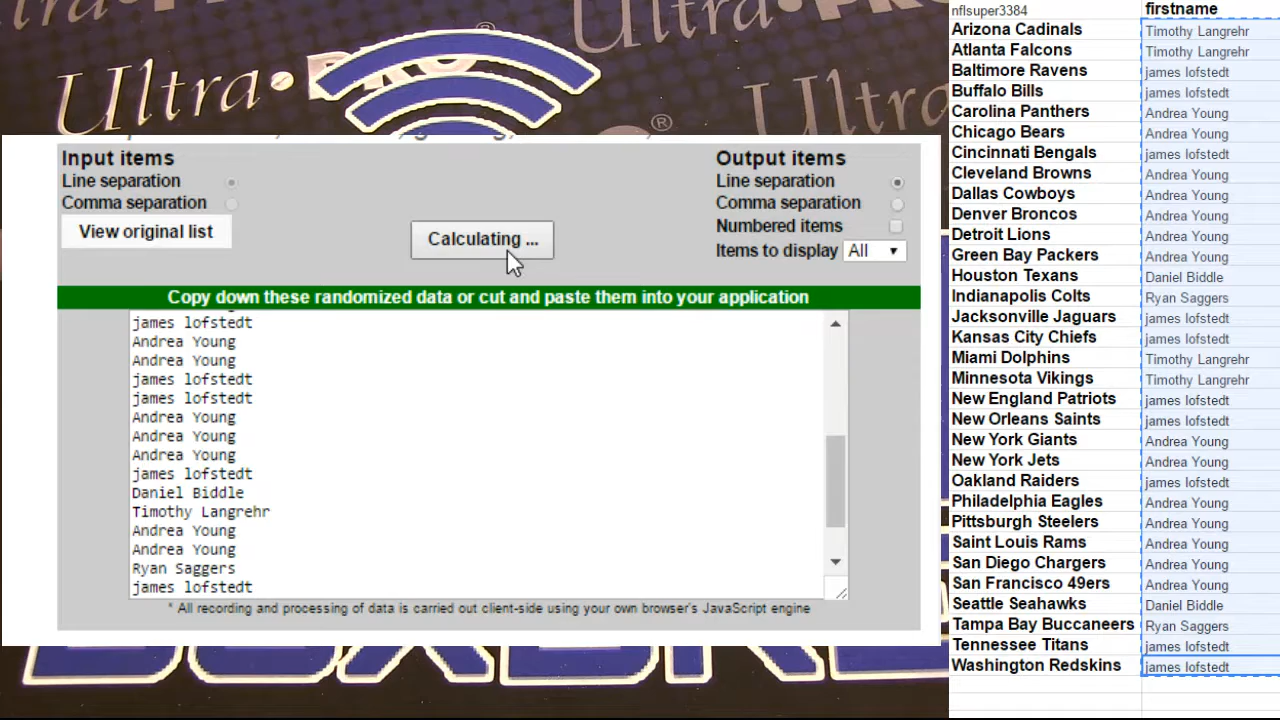 Ultra PRO
Ultra PRO
Ultra
®
Input items
Line separation
Comma separation
View original list
Calculating ...
Output items
Line separation
Comma separation
Numbered items
Items to display All
Copy down these randomized data or cut and paste them into your application
james lofstedt
Andrea Young
Andrea Young
james lofstedt
james lofstedt
Andrea Young
Andrea Young
Andrea Young
james lofstedt
Daniel Biddle
Timothy Langrehr
Andrea Young
Andrea Young
Ryan Saggers
james lofstedt
* All recording and processing of data is carried out client-side using your own browser's JavaScript engine
nflsuper3384 firstname
Arizona Cadinals Timothy Langrehr
Atlanta Falcons Timothy Langrehr
Baltimore Ravens james lofstedt
Buffalo Bills james lofstedt
Carolina Panthers Andrea Young
Chicago Bears Andrea Young
Cincinnati Bengals james lofstedt
Cleveland Browns Andrea Young
Dallas Cowboys Andrea Young
Denver Broncos Andrea Young
Detroit Lions Andrea Young
Green Bay Packers Andrea Young
Houston Texans Daniel Biddle
Indianapolis Colts Ryan Saggers
Jacksonville Jaguars james lofstedt
Kansas City Chiefs james lofstedt
Miami Dolphins Timothy Langrehr
Minnesota Vikings Timothy Langrehr
New England Patriots james lofstedt
New Orleans Saints james lofstedt
New York Giants Andrea Young
New York Jets Andrea Young
Oakland Raiders james lofstedt
Philadelphia Eagles Andrea Young
Pittsburgh Steelers Andrea Young
Saint Louis Rams Andrea Young
San Diego Chargers Andrea Young
San Francisco 49ers Andrea Young
Seattle Seahawks Daniel Biddle
Tampa Bay Buccaneers Ryan Saggers
Tennessee Titans james lofstedt
Washington Redskins james lofstedt